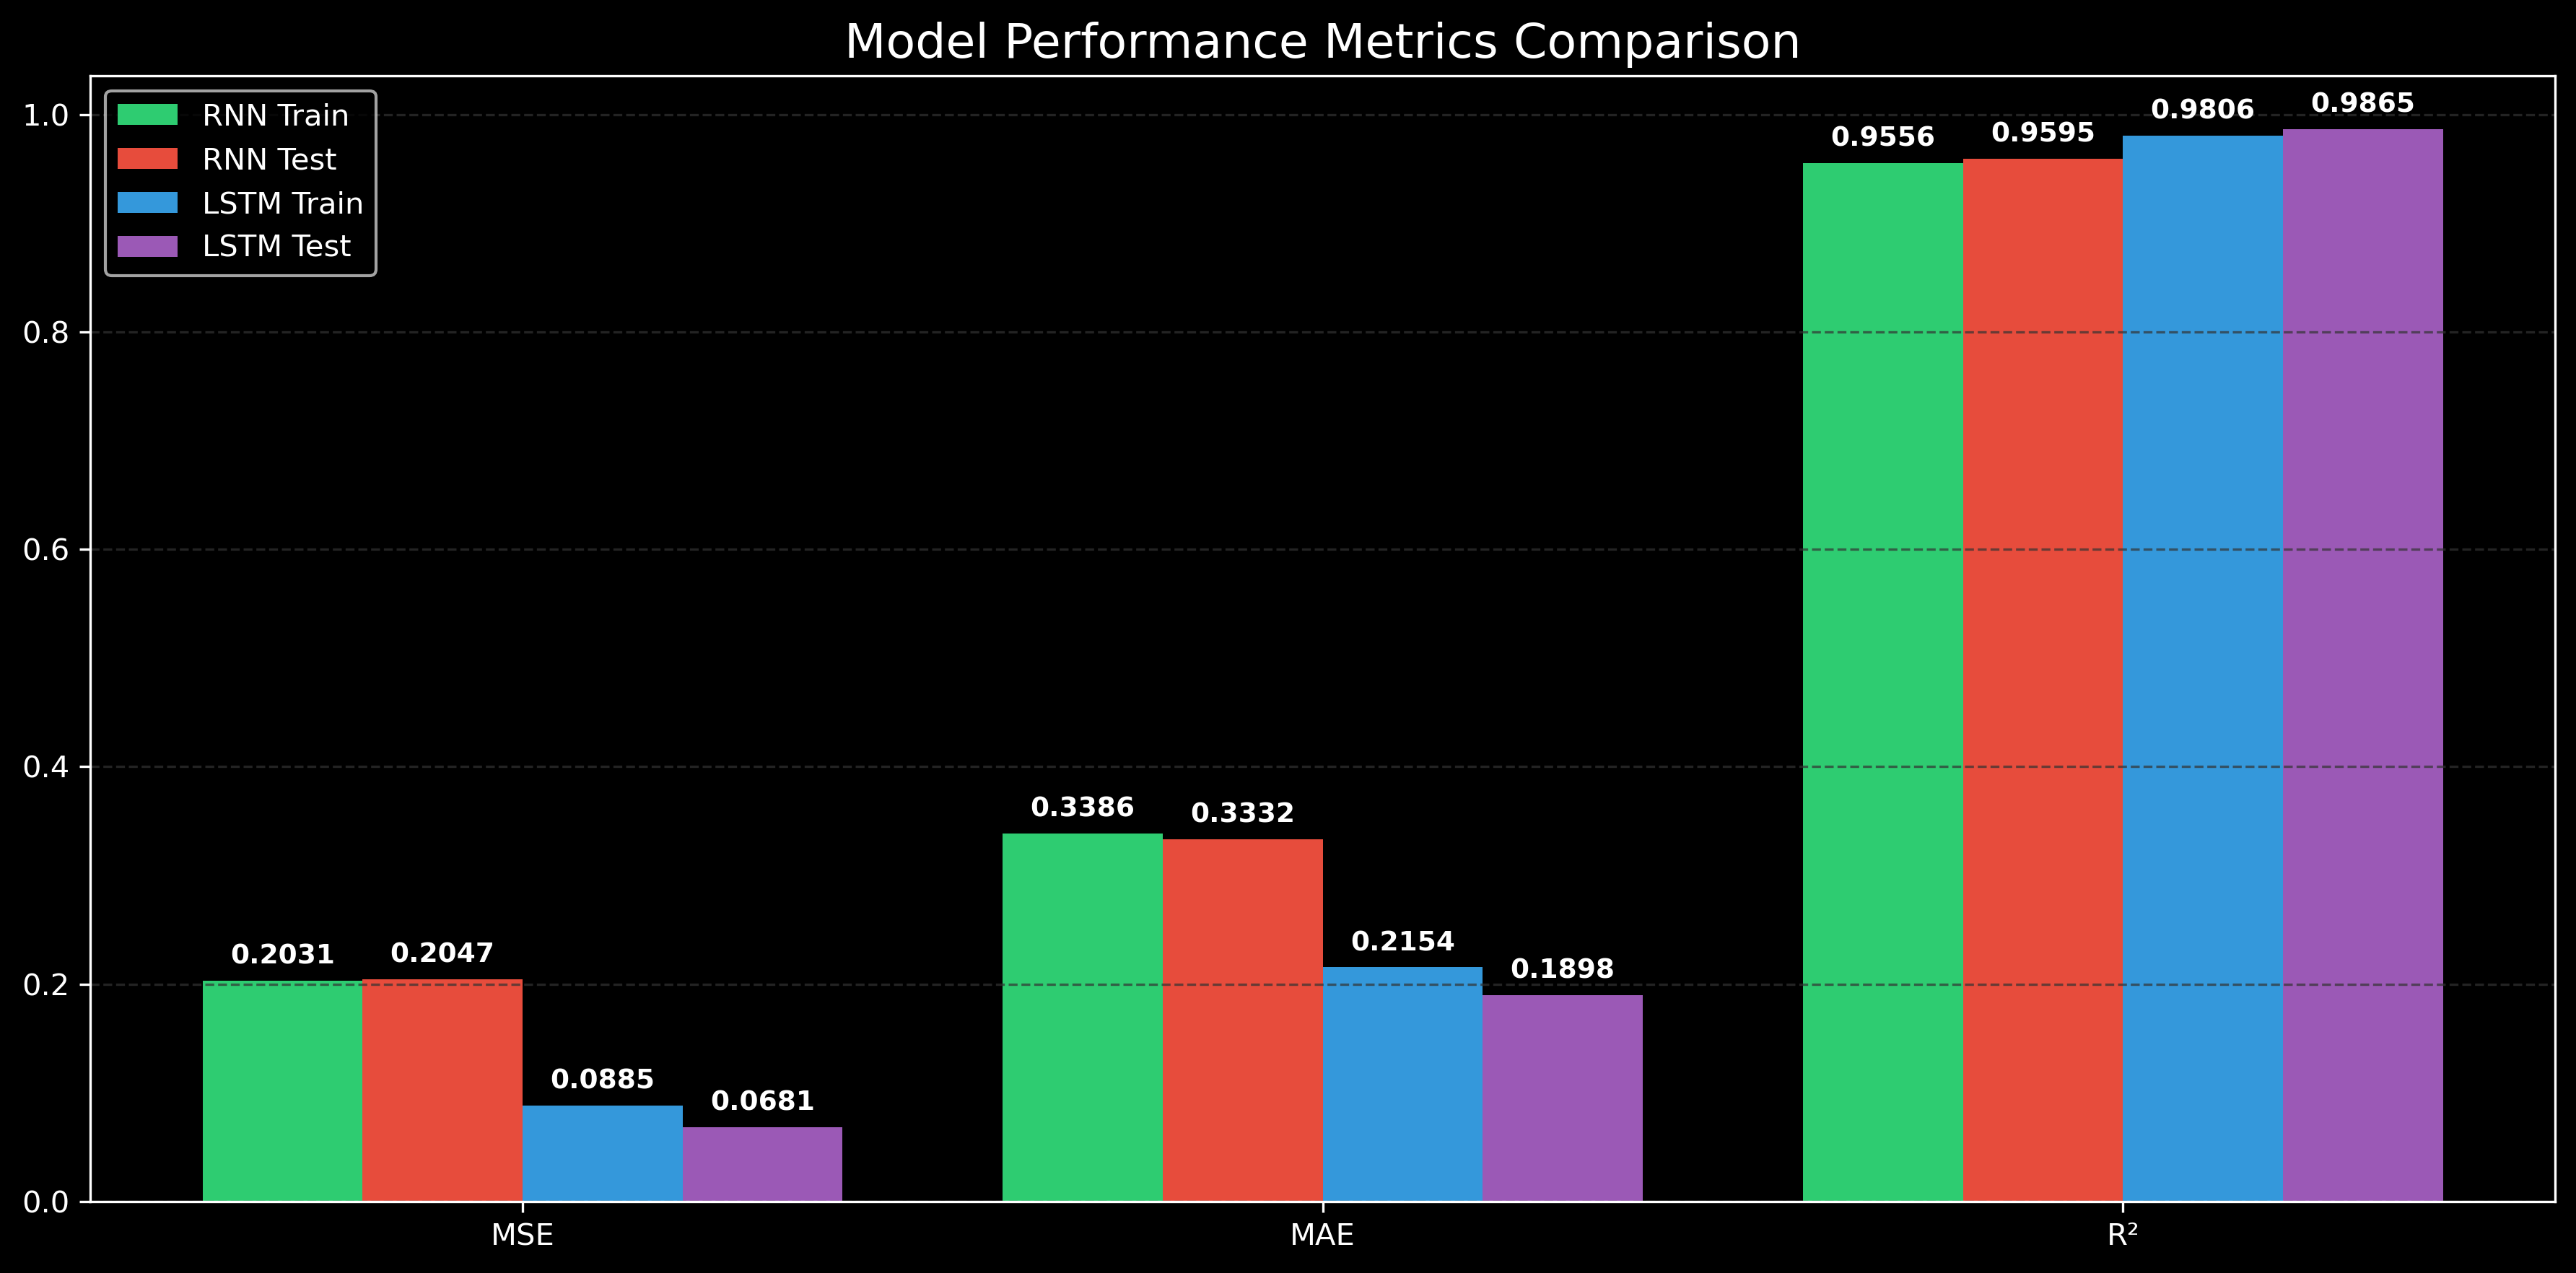 Model Performance Metrics Comparison
RNN Train
RNN Test
LSTM Train
LSTM Test
1.0
0.8
0.6
0.4
0.2
0.0
0.2031
0.2047
0.0885
0.0681
0.3386
0.3332
0.2154
0.1898
0.9556
0.9595
0.9806
0.9865
MSE
MAE
R²